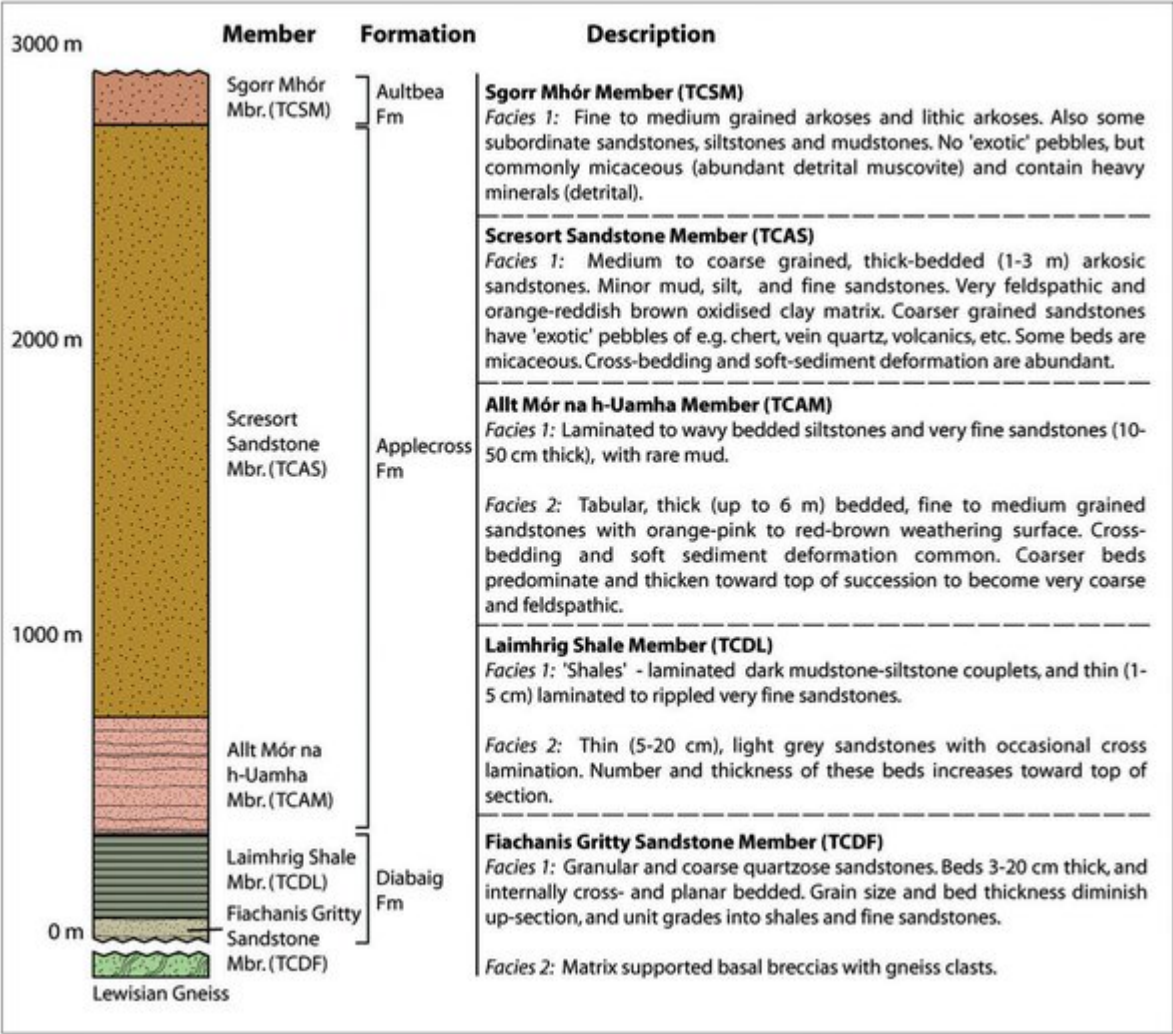 Member Formation Description
3000 m
2000 m
1000 m
0 m
Sgorr Mhór
Mbr. (TCSM)
Scresort
Sandstone
Mbr. (TCAS)
Allt Mór na
h-Uamha
Mbr. (TCAM)
Laimhrig Shale
Mbr. (TCDL)
Fiachanis Gritty
Sandstone
Mbr. (TCDF)
Lewisian Gneiss
Aultbea
Fm
Applecross
Fm
Diabaig
Fm
Sgorr Mhór Member (TCSM)
Facies 1: Fine to medium grained arkoses and lithic arkoses. Also some
subordinate sandstones, siltstones and mudstones. No 'exotic' pebbles, but
commonly micaceous (abundant detrital muscovite) and contain heavy
minerals (detrital).
Scresort Sandstone Member (TCAS)
Facies 1: Medium to coarse grained, thick-bedded (1-3 m) arkosic
sandstones. Minor mud, silt, and fine sandstones. Very feldspathic and
orange-reddish brown oxidised clay matrix. Coarser grained sandstones
have 'exotic' pebbles of e.g. chert, vein quartz, volcanics, etc. Some beds are
micaceous. Cross-bedding and soft-sediment deformation are abundant.
Allt Mór na h-Uamha Member (TCAM)
Facies 1: Laminated to wavy bedded siltstones and very fine sandstones (10-
50 cm thick), with rare mud.
Facies 2: Tabular, thick (up to 6 m) bedded, fine to medium grained
sandstones with orange-pink to red-brown weathering surface. Cross-
bedding and soft sediment deformation common. Coarser beds
predominate and thicken toward top of succession to become very coarse
and feldspathic.
Laimhrig Shale Member (TCDL)
Facies 1: 'Shales' - laminated dark mudstone-siltstone couplets, and thin (1-
5 cm) laminated to rippled very fine sandstones.
Facies 2: Thin (5-20 cm), light grey sandstones with occasional cross
lamination. Number and thickness of these beds increases toward top of
section.
Fiachanis Gritty Sandstone Member (TCDF)
Facies 1: Granular and coarse quartzose sandstones. Beds 3-20 cm thick, and
internally cross- and planar bedded. Grain size and bed thickness diminish
up-section, and unit grades into shales and fine sandstones.
Facies 2: Matrix supported basal breccias with gneiss clasts.